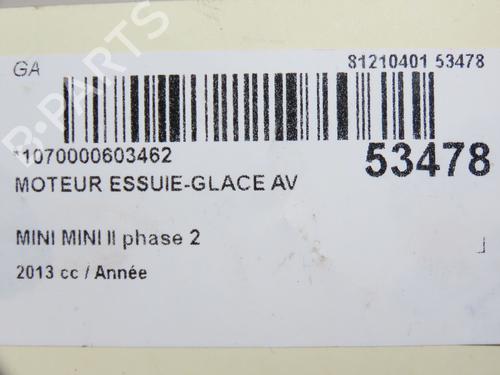 GA
81210401 53478
*1070000603462
53478
MOTEUR ESSUIE-GLACE AV
MINI MINI II phase 2
2013 cc / Année
B-PARTS